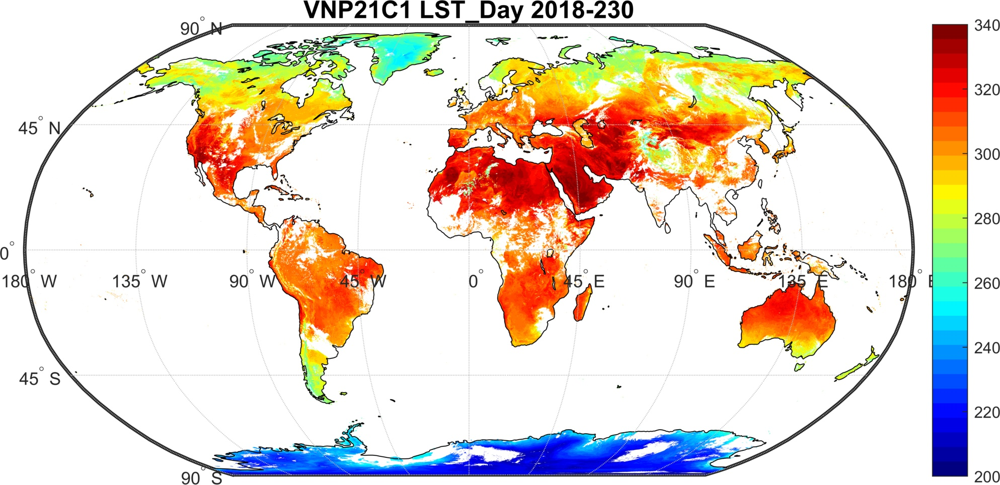 VNP21C1 LST_Day 2018-230
90° N
45° N
0°
180° W
135° W
90° W
45° W
0°
45° E
90° E
135° E
180° E
45° S
90° S
340
320
300
280
260
240
220
200